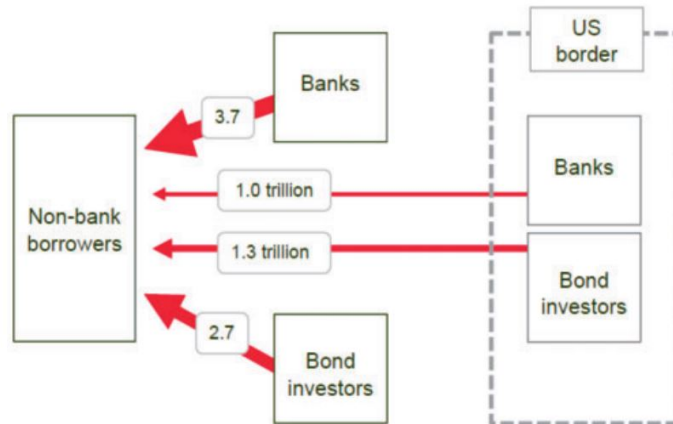 US
border
Banks
3.7
Banks
1.0 trillion
Non-bank
borrowers
1.3 trillion
Bond
investors
2.7
Bond
investors